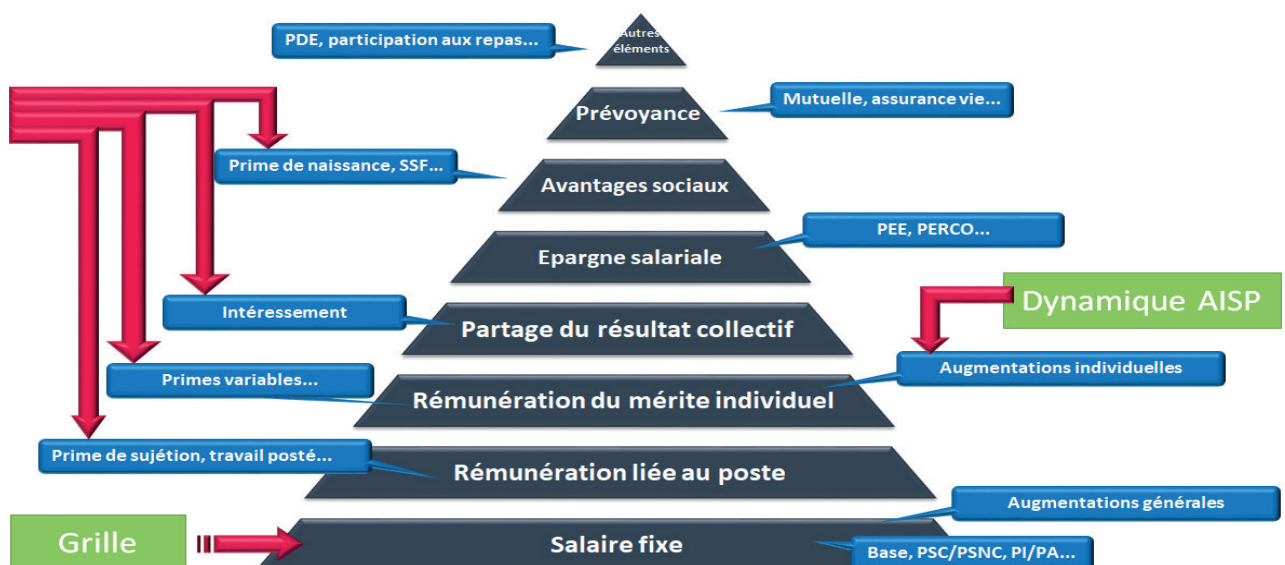 Autres
éléments
PDE, participation aux repas...
Prévoyance
Mutuelle, assurance vie...
Prime de naissance, SSF...
Avantages sociaux
PEE, PERCO...
Epargne salariale
Dynamique AISP
Intéressement
Partage du résultat collectif
Augmentations individuelles
Primes variables...
Rémunération du mérite individuel
Prime de sujétion, travail posté...
Rémunération liée au poste
Augmentations générales
Grille
Salaire fixe
Base, PSC/PSNC, PI/PA...